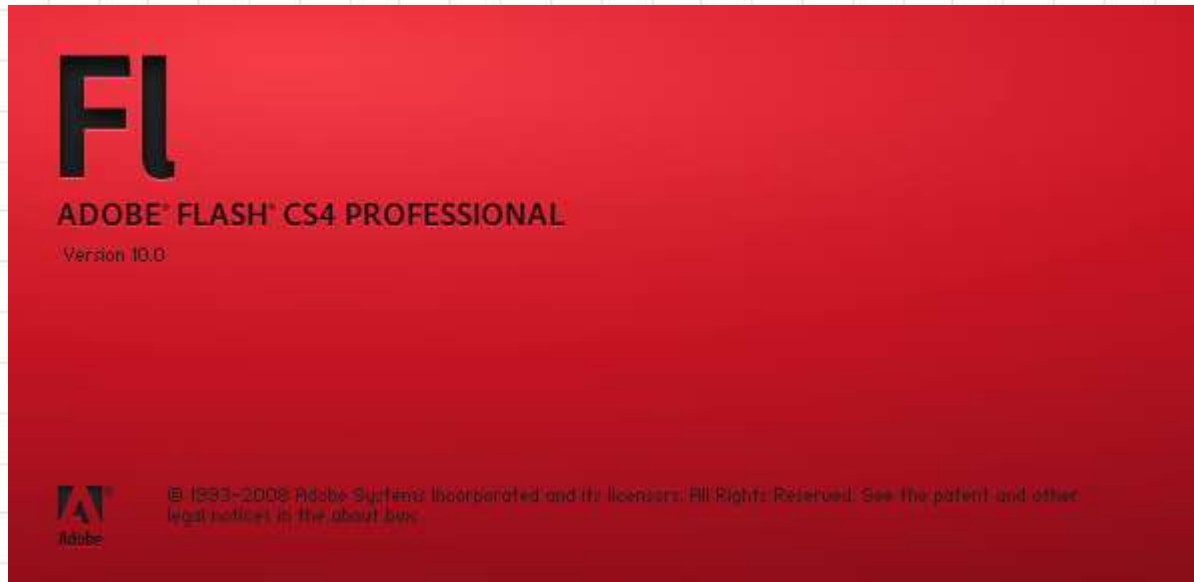 Fl
ADOBE® FLASH® CS4 PROFESSIONAL
Version 10.0
© 1993-2008 Adobe Systems Incorporated and its licensors. All Rights Reserved. See the patent and other
legal notices in the about box.
Adobe